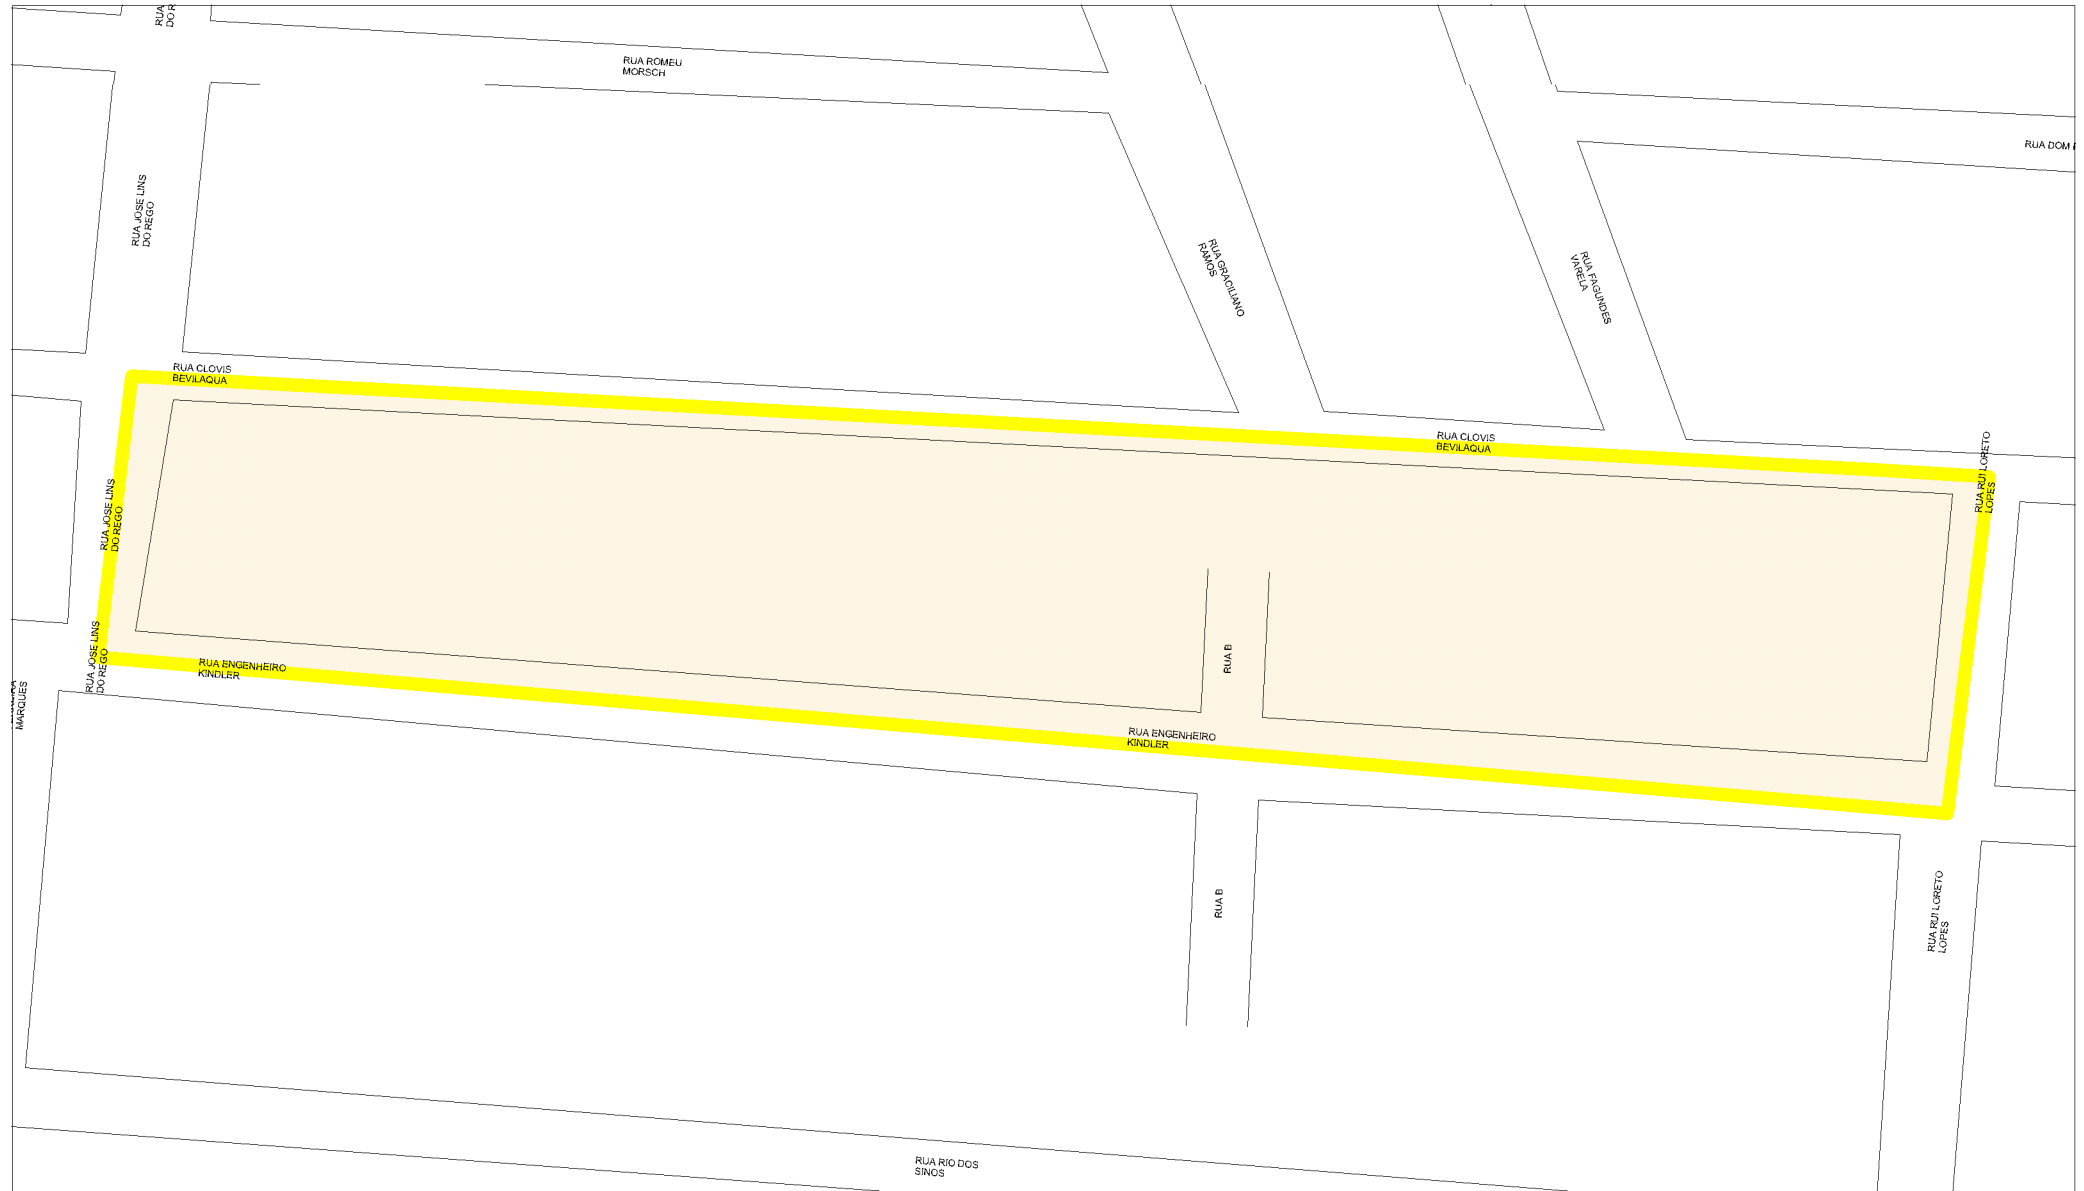 RUA
DO R
RUA ROMEU
MORSCH
RUA DOM
RUA JOSE LINS
DO REGO
RUA GRACILIANO
RAMOS
RUA FAGUNDES
VARELA
RUA CLOVIS
BEVILAQUA
RUA CLOVIS
BEVILAQUA
RUA RUI LORETO
LOPES
RUA JOSE LINS
DO REGO
RUA JOSE LINS
DO REGO
RUA ENGENHEIRO
KINDLER
RUA B
MARQUES
RUA ENGENHEIRO
KINDLER
RUA B
RUA RUI LORETO
LOPES
RUA RIO DOS
SINOS